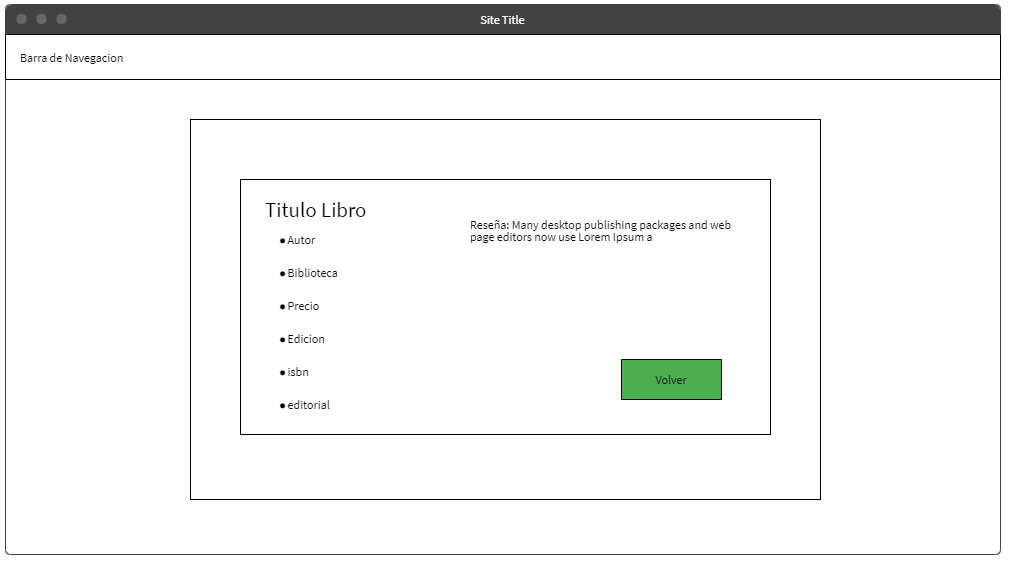 Site Title
Barra de Navegacion
Titulo Libro
● Autor
● Biblioteca
● Precio
● Edicion
● isbn
● editorial
Reseña: Many desktop publishing packages and web
page editors now use Lorem Ipsum a
Volver